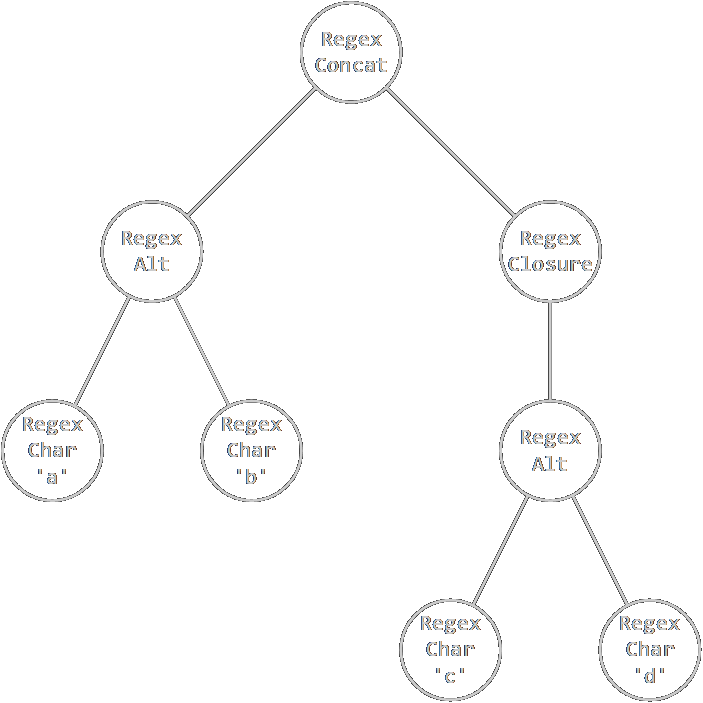 Regex
Concat
Regex
Alt
Regex
Closure
Regex
Char
'a'
Regex
Char
'b'
Regex
Alt
Regex
Char
'c'
Regex
Char
'd'